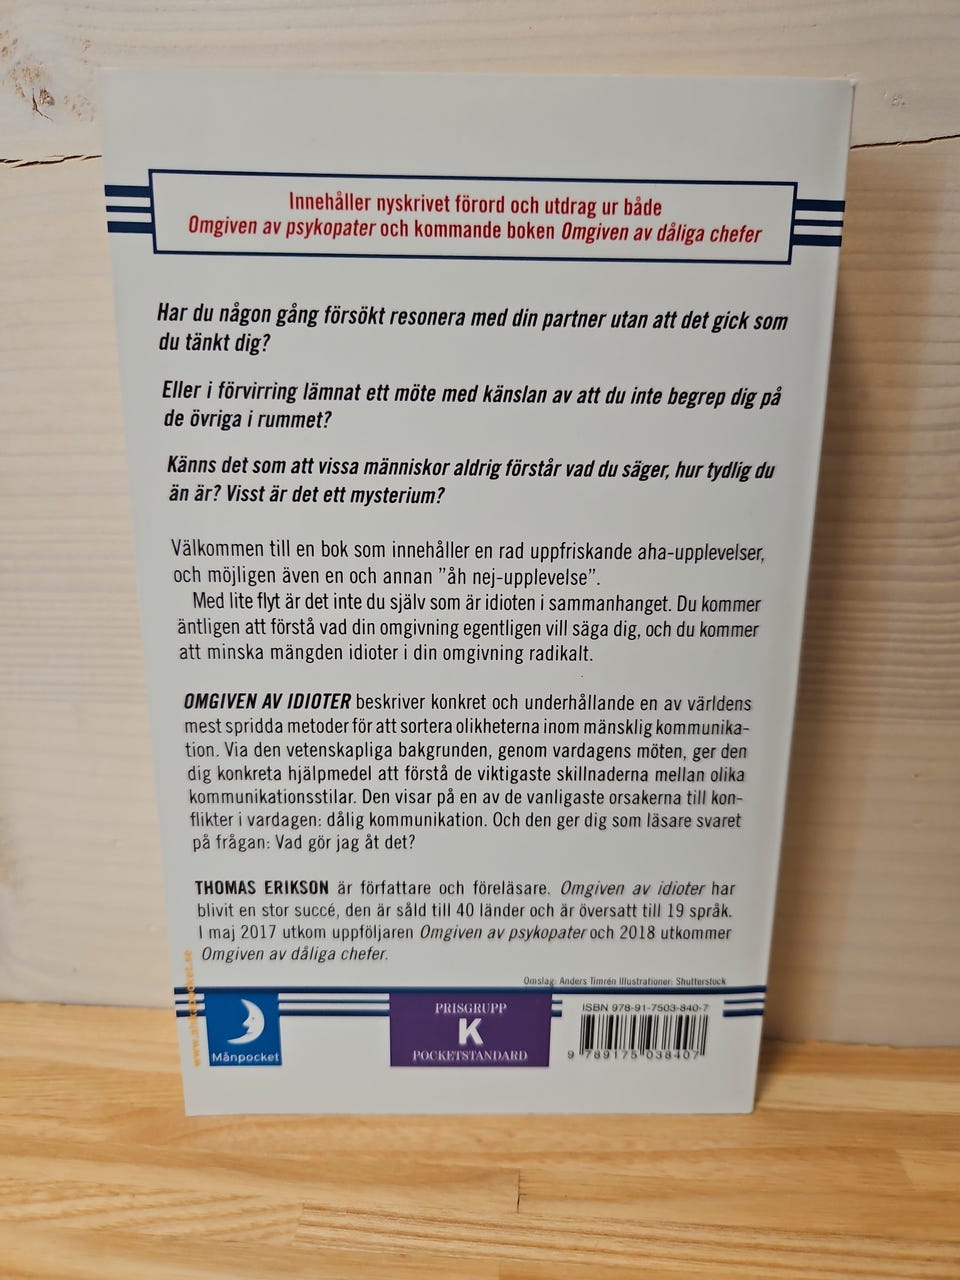 Innehåller nyskrivet förord och utdrag ur både
Omgiven av psykopater och kommande boken Omgiven av dåliga chefer
Har du någon gång försökt resonera med din partner utan att det gick som
du tänkt dig?
Eller i förvirring lämnat ett möte med känslan av att du inte begrep dig på
de övriga i rummet?
Känns det som att vissa människor aldrig förstår vad du säger, hur tydlig du
än är? Visst är det ett mysterium?
Välkommen till en bok som innehåller en rad uppfriskande aha-upplevelser,
och möjligen även en och annan ”åh nej-upplevelse”.
Med lite flyt är det inte du själv som är idioten i sammanhanget. Du kommer
äntligen att förstå vad din omgivning egentligen vill säga dig, och du kommer
att minska mängden idioter i din omgivning radikalt.
OMGIVEN AV IDIOTER beskriver konkret och underhållande en av världens
mest spridda metoder för att sortera olikheterna inom mänsklig kommunika-
tion. Via den vetenskapliga bakgrunden, genom vardagens möten, ger den
dig konkreta hjälpmedel att förstå de viktigaste skillnaderna mellan olika
kommunikationsstilar. Den visar på en av de vanligaste orsakerna till kon-
flikter i vardagen: dålig kommunikation. Och den ger dig som läsare svaret
på frågan: Vad gör jag åt det?
THOMAS ERIKSON är författare och föreläsare. Omgiven av idioter har
blivit en stor succé, den är såld till 40 länder och är översatt till 19 språk.
I maj 2017 utkom uppföljaren Omgiven av psykopater och 2018 utkommer
Omgiven av dåliga chefer.
Omslag: Anders Timrén Illustrationer: Shutterstock
Månpocket
PRISGRUPP
K
POCKETSTANDARD
ISBN 978-91-7503-840-7
9 789175 038407